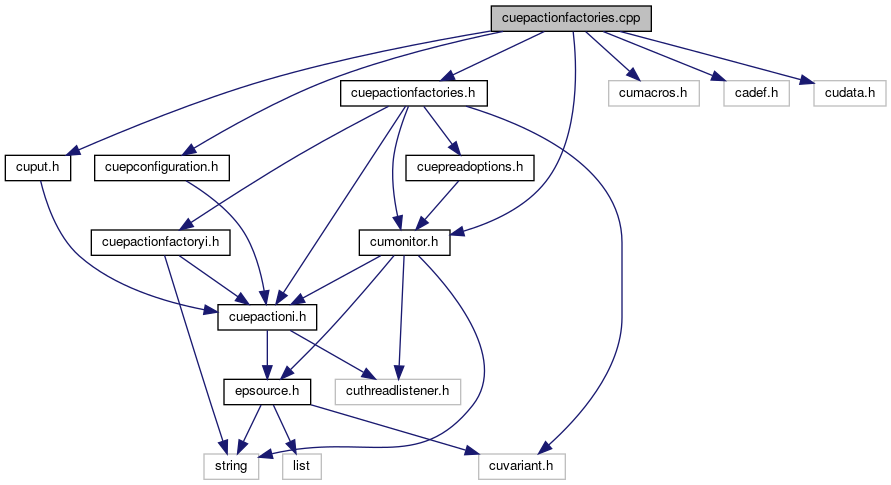 cuepactionfactories.cpp
cuepactionfactories.h
cumacros.h
cadef.h
cudata.h
cuput.h
cuepconfiguration.h
cuepreadoptions.h
cuepactionfactoryi.h
cumonitor.h
cuepactioni.h
epsource.h
cuthreadlistener.h
string
list
cuvariant.h